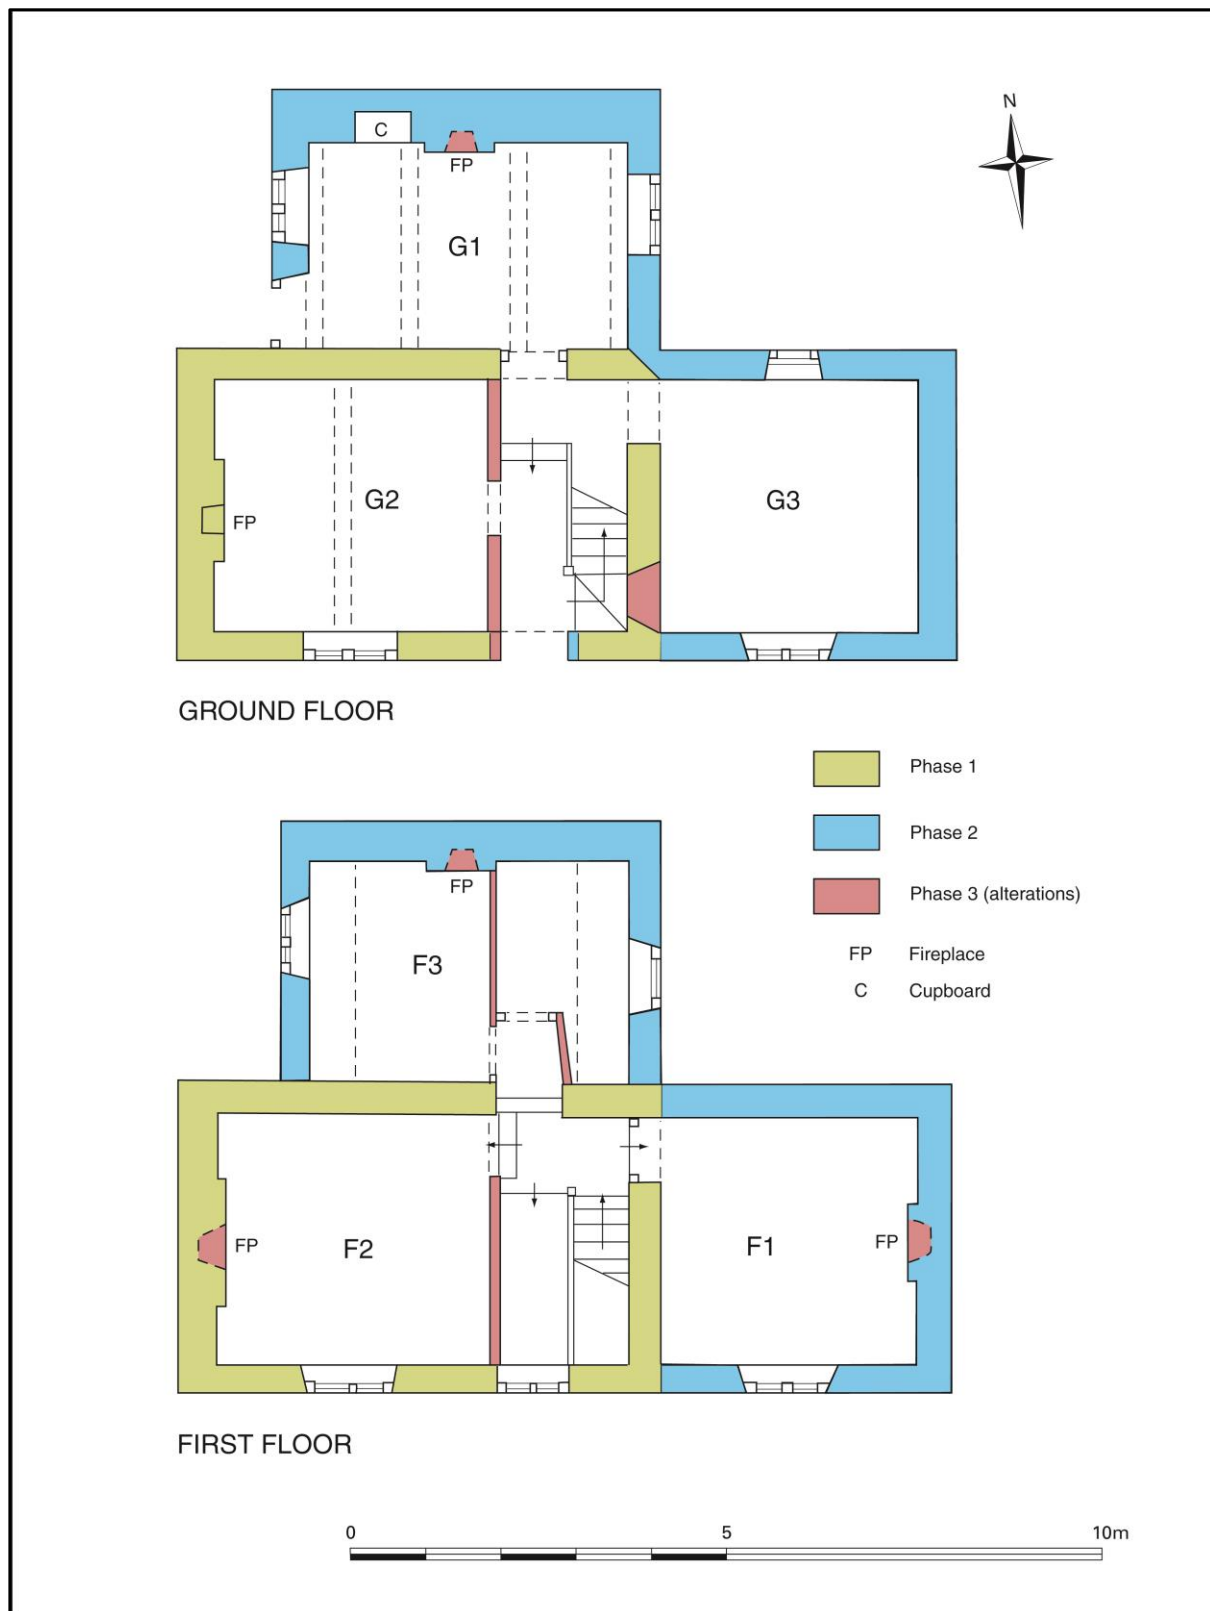 N
C
FP
G1
G2
G3
FP
GROUND FLOOR
Phase 1
Phase 2
Phase 3 (alterations)
FP Fireplace
C Cupboard
FP
F3
FP
F2
F1
FP
FIRST FLOOR
0 5 10m